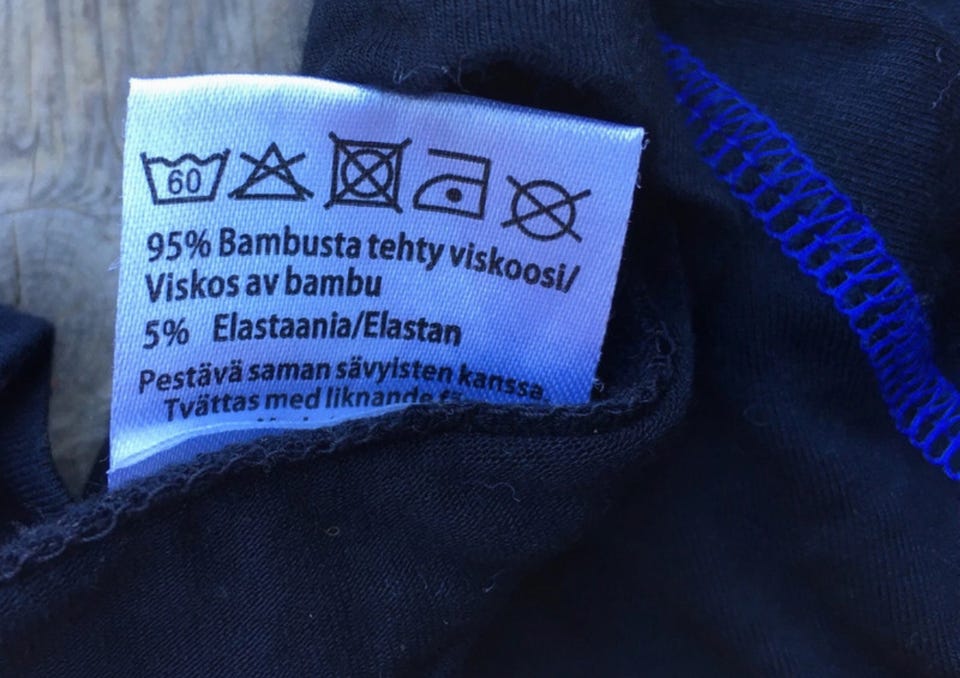 60
95% Bambusta tehty viskoosi/
Viskos av bambu
5% Elastaania/Elastan
Pestävä saman sävyisten kanssa.
Tvättas med liknande